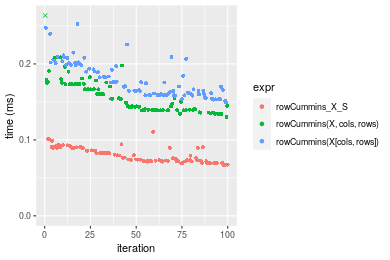 expr
rowCummins_X_S
rowCummins(X, cols, rows)
rowCummins(X[cols, rows])
time (ms)
0.2
0.1
0.0
0
25
50
75
100
iteration